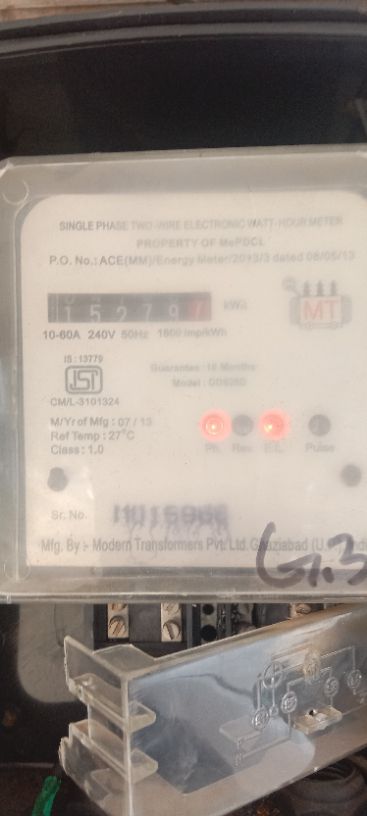 SINGLE PHASE TWO-WIRE ELECTRONIC WATT-HOUR METER
PROPERTY OF MePDCL
P.O. No.: ACE(MM)/Energy Meter/2013/3 dated 08/05/13
15279 kWh
MT
10-60A 240V 50Hz 1600 imp/kWh
IS : 13779
Guarantee : 18 Months
Model :
CM/L-3101324
M/Yr of Mfg : 07 / 13
Ref Temp : 27°C
Class : 1.0
Ph. Rev. E.L. Pulse
Sr. No.
G.3
Mfg. By :- Modern Transformers Pvt. Ltd. Ghaziabad (U.P.)